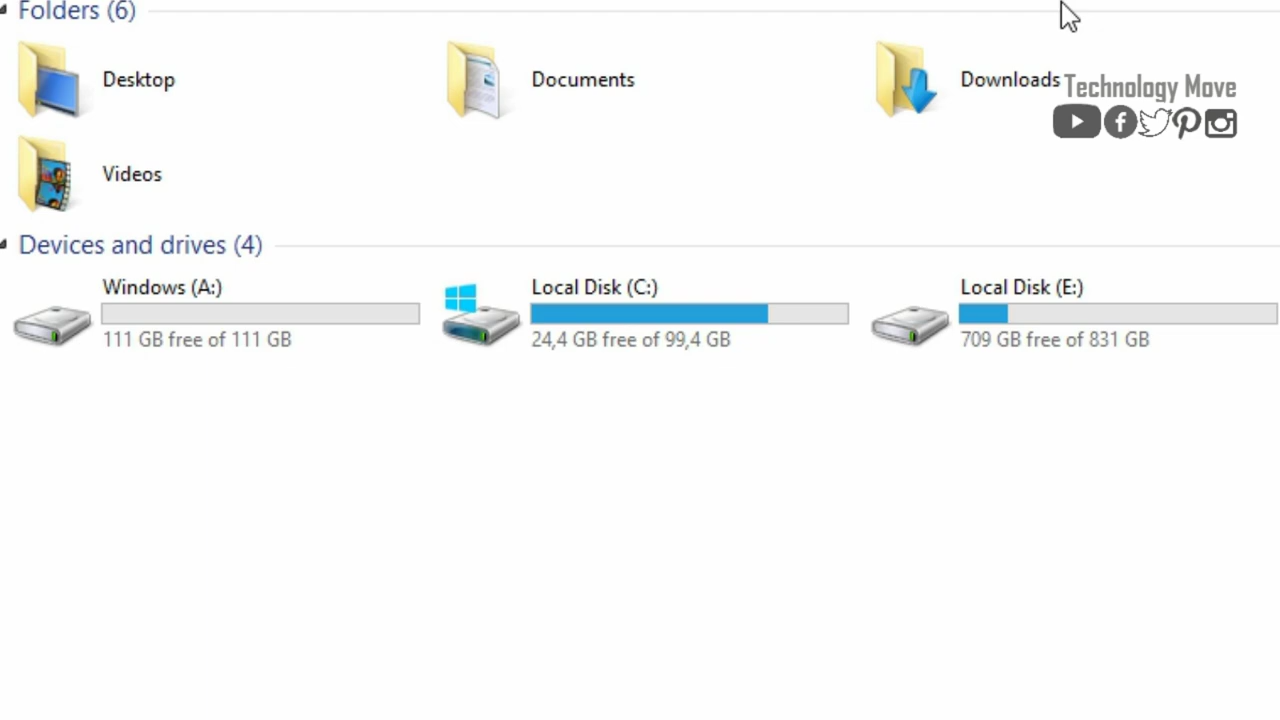 Folders (6)
Desktop
Documents
Downloads
Technology Move
Videos
Devices and drives (4)
Windows (A:)
Local Disk (C:)
Local Disk (E:)
111 GB free of 111 GB
24,4 GB free of 99,4 GB
709 GB free of 831 GB